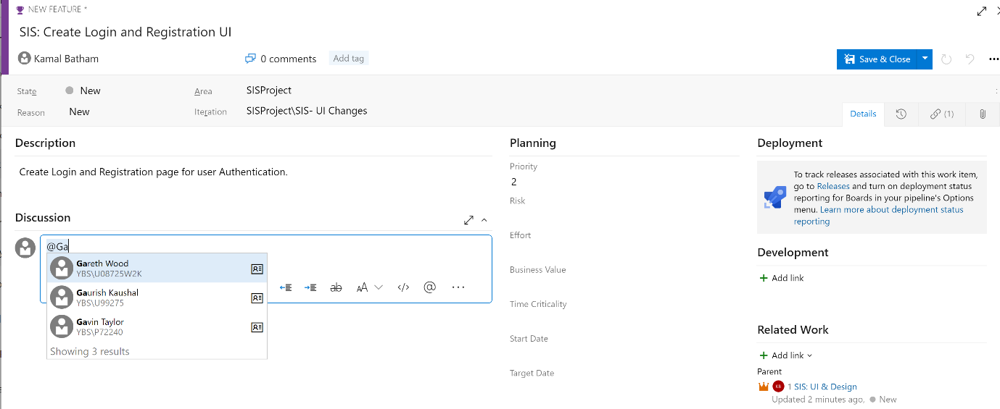 NEW FEATURE *
SIS: Create Login and Registration UI
Kamal Batham
0 comments
Add tag
Save & Close
State
New
Area
SISProject
Reason
New
Iteration
SISProject\SIS- UI Changes
Details
(1)
Description
Create Login and Registration page for user Authentication.
Discussion
@Ga
Gareth Wood
YBS\U08725W2K
Gaurish Kaushal
YBS\U99275
Gavin Taylor
YBS\P72240
Showing 3 results
ab
AA
</>
@
Planning
Priority
2
Risk
Effort
Business Value
Time Criticality
Start Date
Target Date
Deployment
To track releases associated with this work item,
go to Releases and turn on deployment status
reporting for Boards in your pipeline's Options
menu. Learn more about deployment status
reporting
Development
+ Add link
Related Work
+ Add link
Parent
KB 1 SIS: UI & Design
Updated 2 minutes ago, New